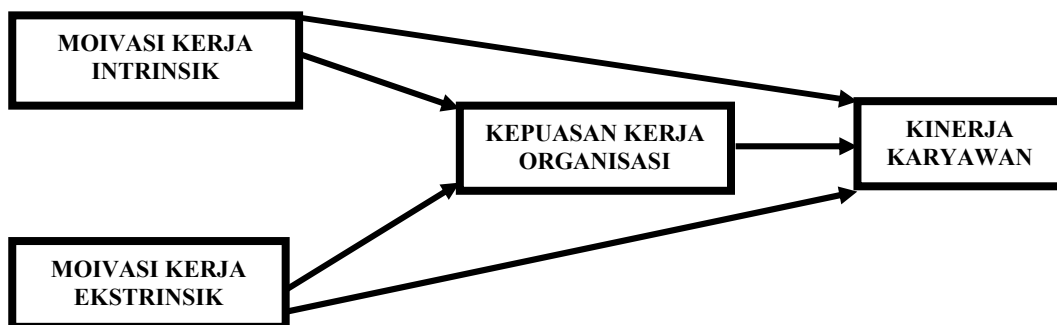 MOIVASI KERJA
INTRINSIK
KEPUASAN KERJA
ORGANISASI
KINERJA
KARYAWAN
MOIVASI KERJA
EKSTRINSIK